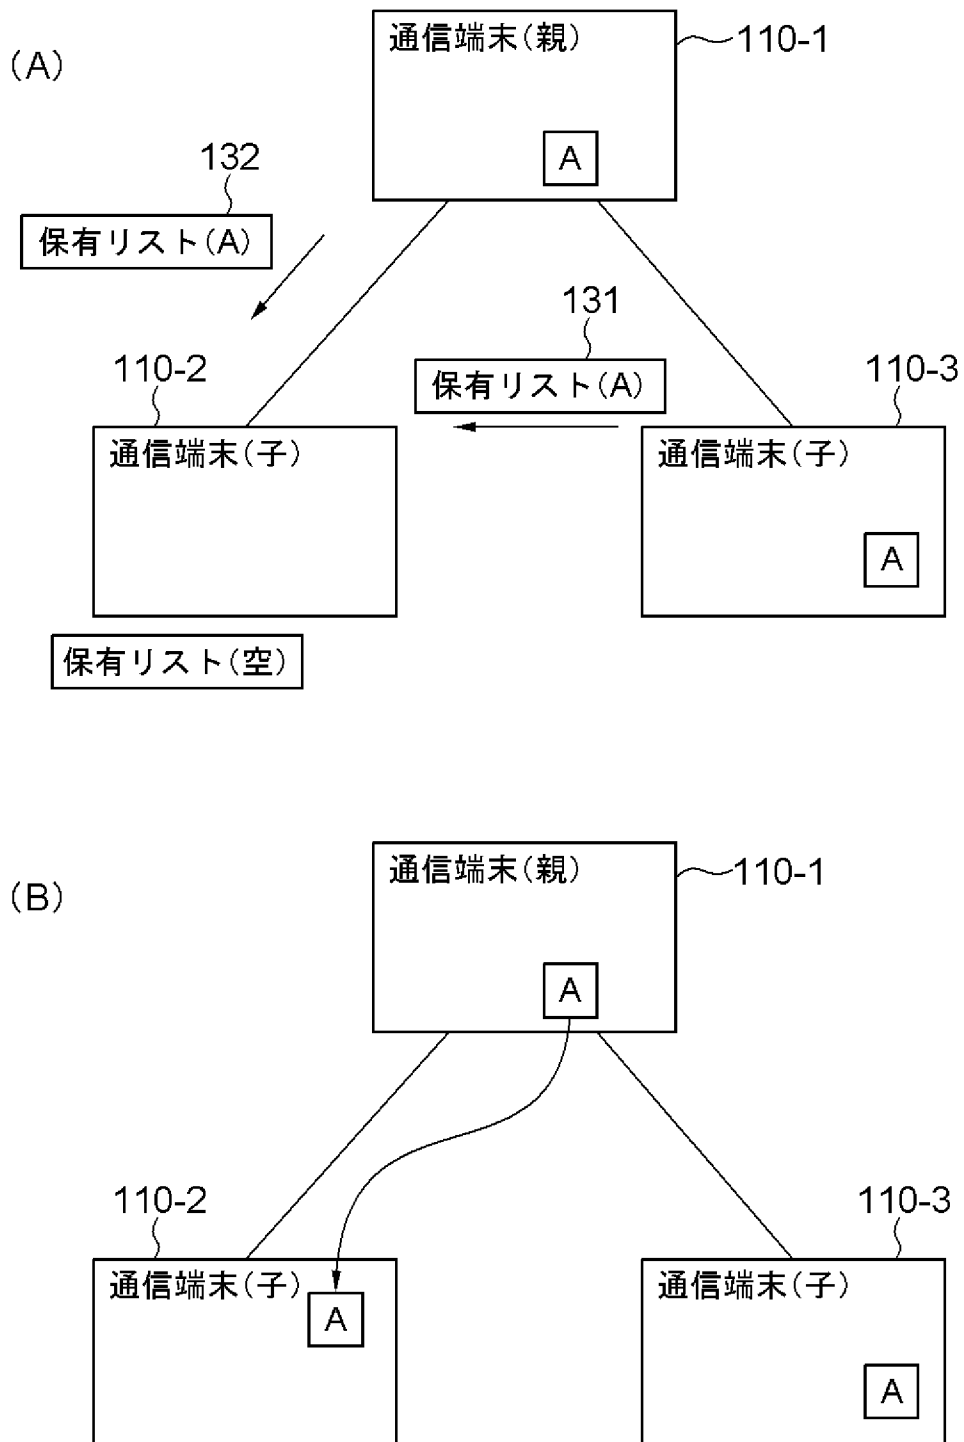 (A)
通信端末(親)
110-1
A
132
保有リスト(A)
131
保有リスト(A)
110-2
通信端末(子)
110-3
通信端末(子)
A
保有リスト(空)
(B)
通信端末(親)
110-1
A
110-2
通信端末(子)
A
110-3
通信端末(子)
A